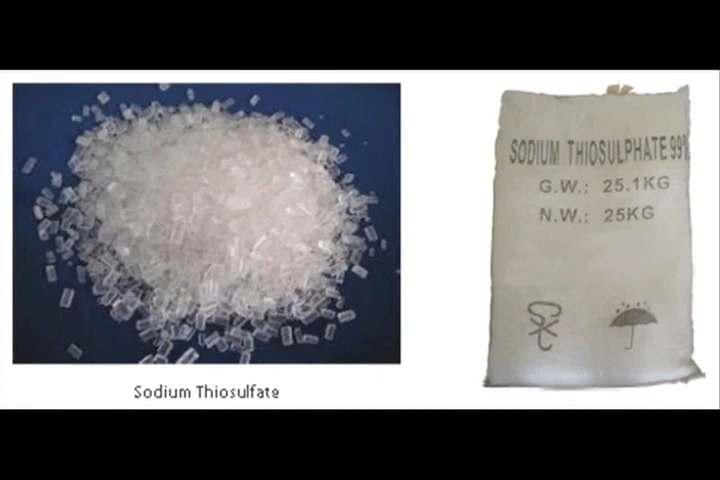 Sodium Thiosulfate
SODIUM THIOSULPHATE 99%
G.W.: 25.1KG
N.W.: 25KG